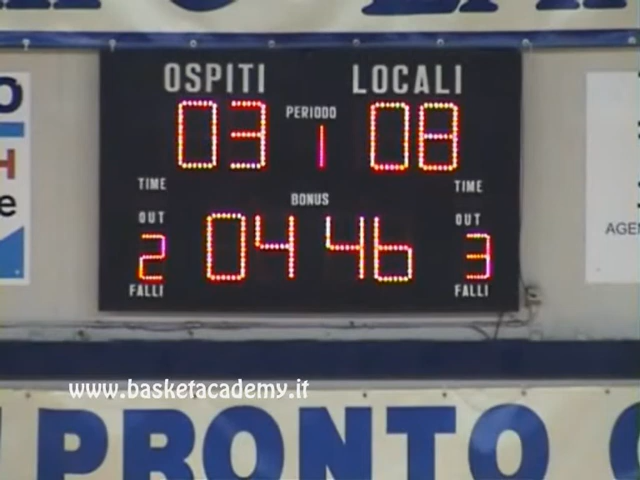 OSPITI LOCALI
03 PERIODO 1 08
TIME BONUS TIME
OUT OUT
2 04 46 3
FALLI FALLI
AGEN
www.basketacademy.it
PRONTO